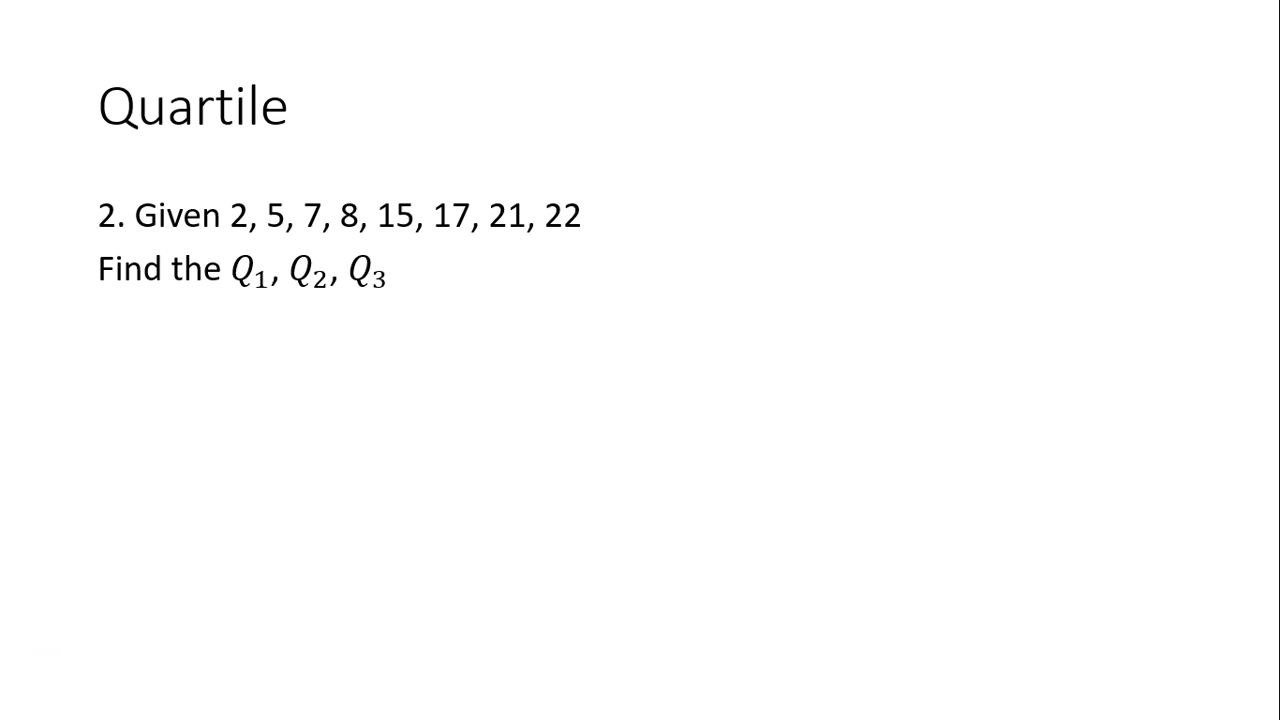 Quartile
2. Given 2, 5, 7, 8, 15, 17, 21, 22
Find the Q₁, Q₂, Q₃